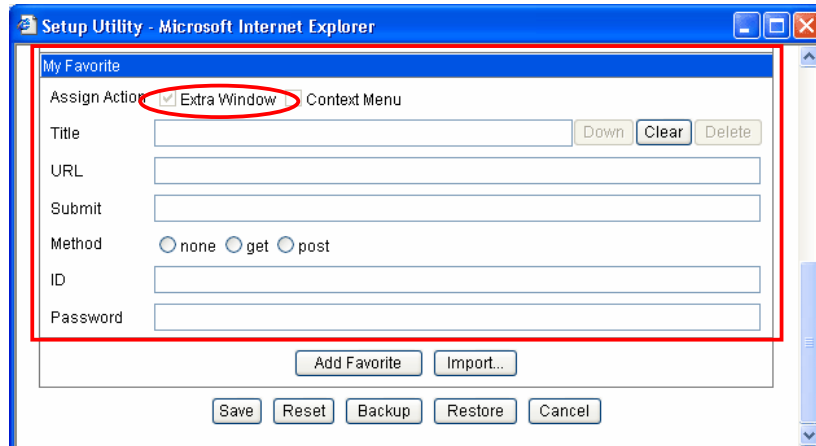 Setup Utility - Microsoft Internet Explorer
My Favorite
Assign Action Extra Window Context Menu
Title Down Clear Delete
URL
Submit
Method none get post
ID
Password
Add Favorite Import...
Save Reset Backup Restore Cancel